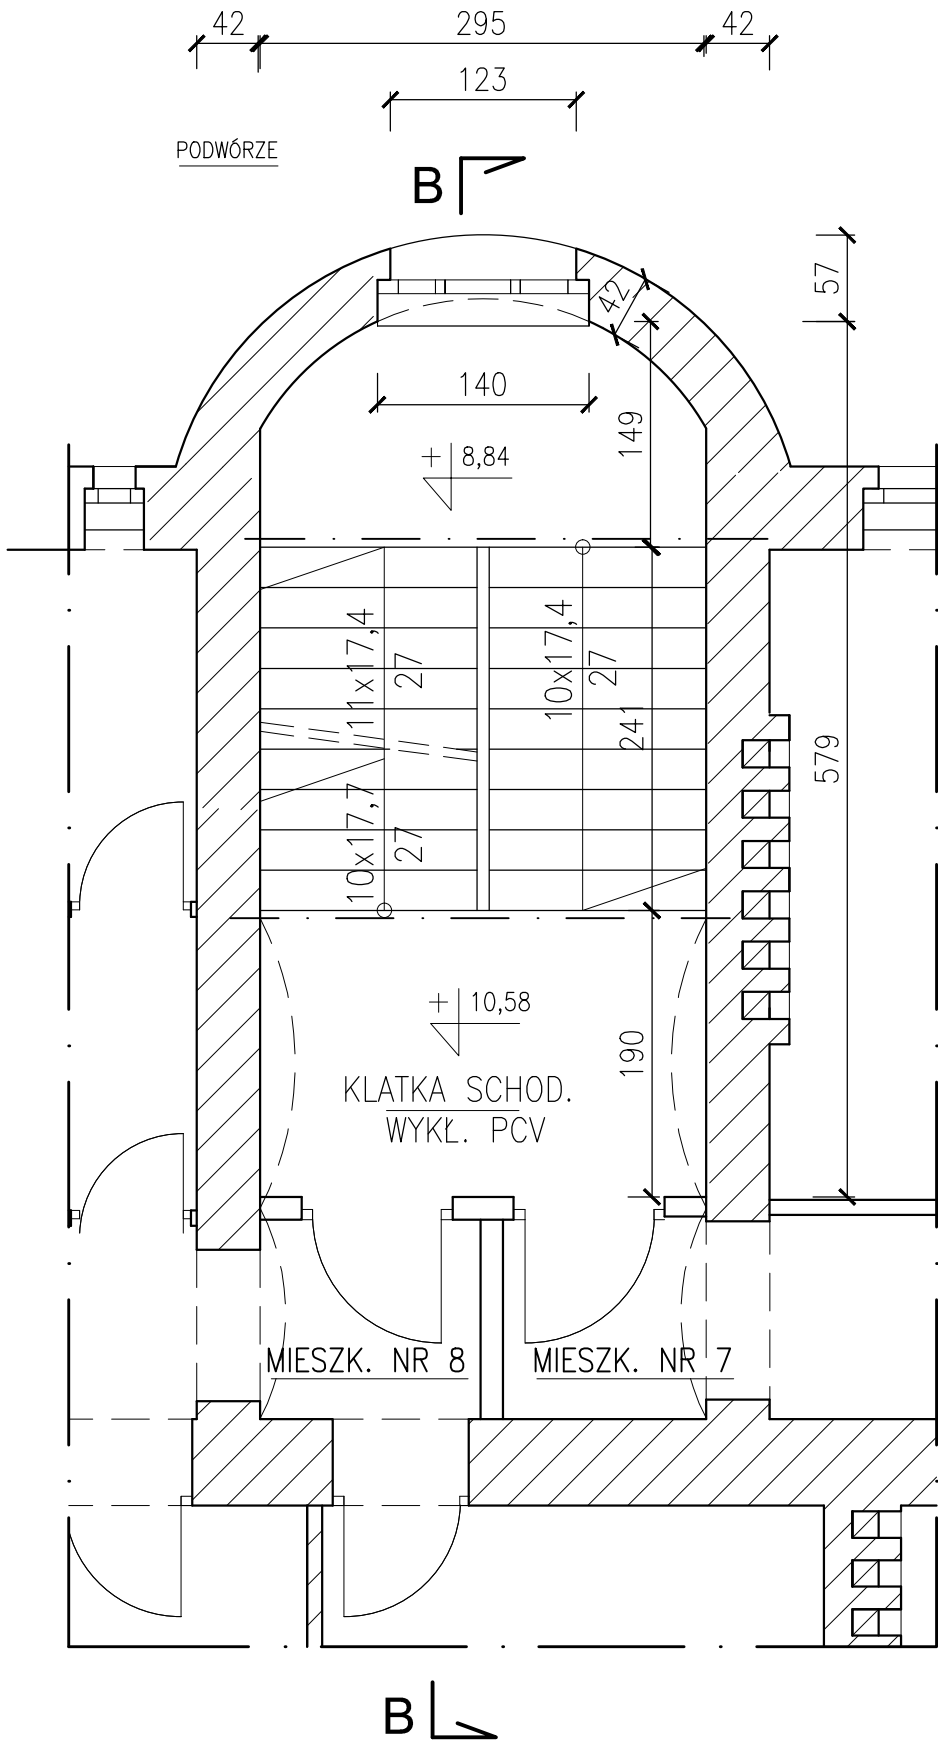 42
295
42
123
PODWÓRZE
B
57
42
140
149
+ 8,84
11x17,4
27
10x17,4
27
241
579
10x17,7
27
+ 10,58
190
KLATKA SCHOD.
WYKŁ. PCV
MIESZK. NR 8
MIESZK. NR 7
B